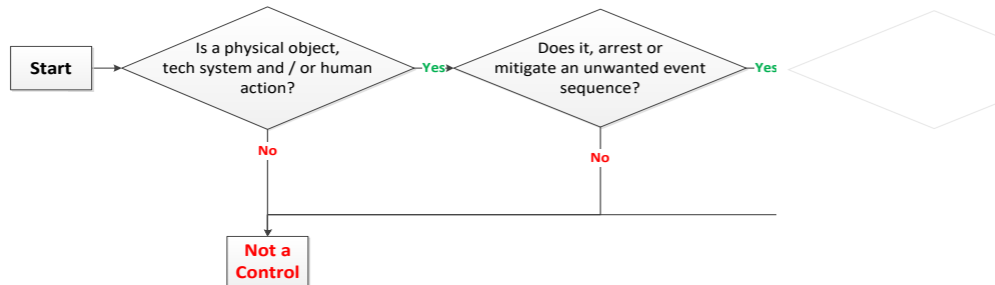 Start
Is a physical object,
tech system and / or human
action?
Yes
Does it, arrest or
mitigate an unwanted event
sequence?
Yes
No
No
Not a
Control